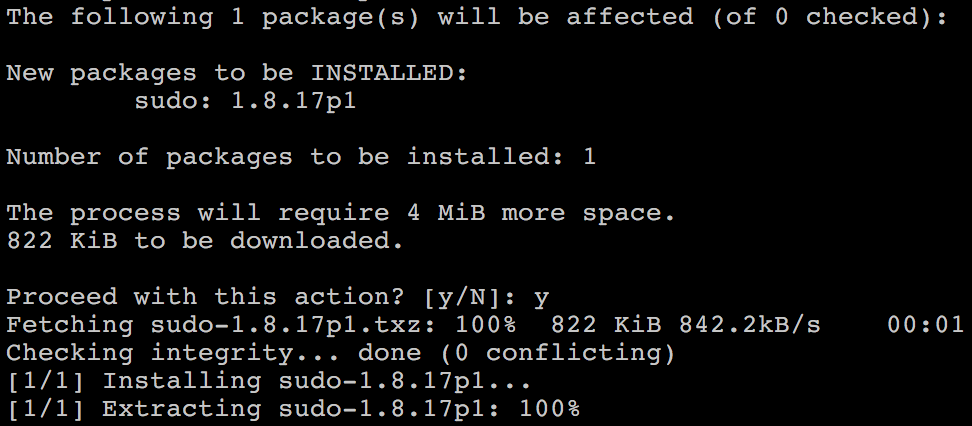 The following 1 package(s) will be affected (of 0 checked):
New packages to be INSTALLED:
sudo: 1.8.17p1
Number of packages to be installed: 1
The process will require 4 MiB more space.
822 KiB to be downloaded.
Proceed with this action? [y/N]: y
Fetching sudo-1.8.17p1.txz: 100%  822 KiB 842.2kB/s    00:01
Checking integrity... done (0 conflicting)
[1/1] Installing sudo-1.8.17p1...
[1/1] Extracting sudo-1.8.17p1: 100%